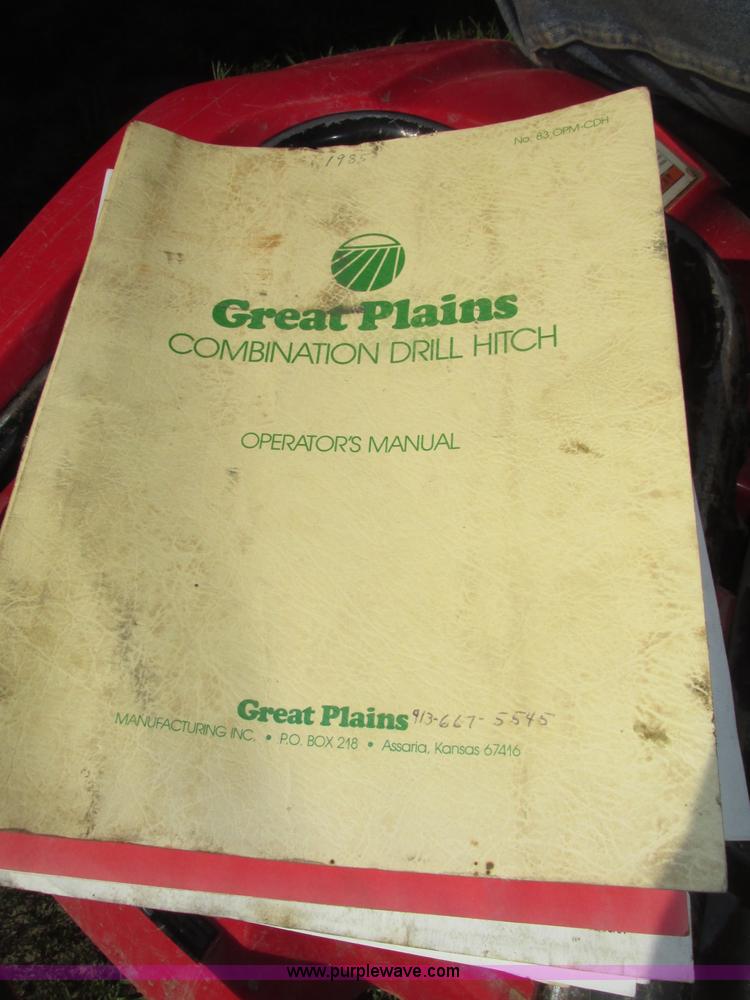 No. 83 OPM-CDH
1985
Great Plains
COMBINATION DRILL HITCH
OPERATOR'S MANUAL
Great Plains 913-667-5545
MANUFACTURING INC. • P.O. BOX 218 • Assaria, Kansas 67416
www.purplewave.com